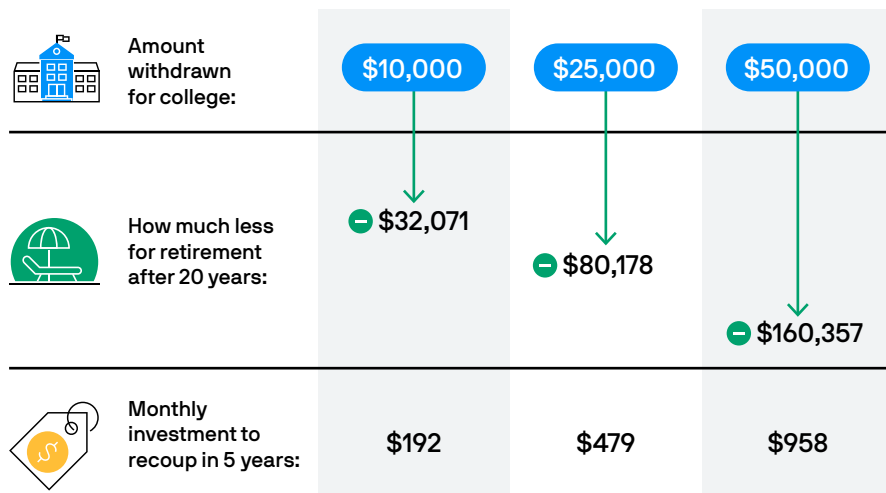 Amount
withdrawn
for college:
$10,000
$25,000
$50,000
How much less
for retirement
after 20 years:
$32,071
$80,178
$160,357
Monthly
investment to
recoup in 5 years:
$192
$479
$958